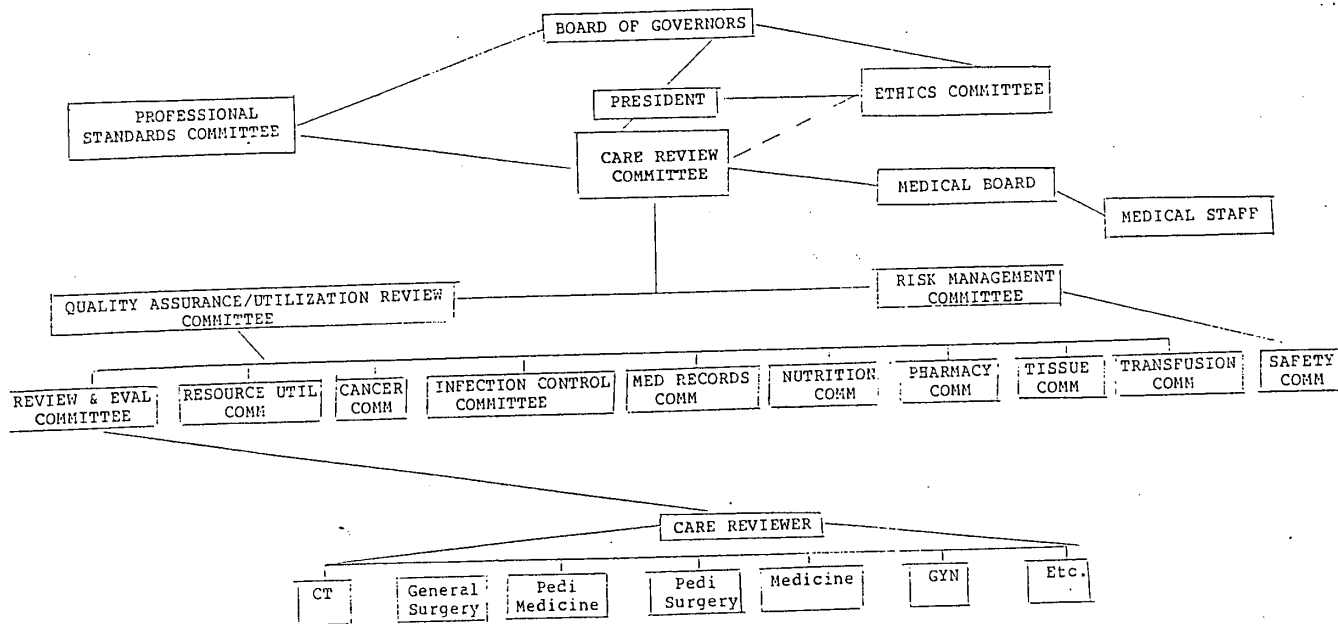 BOARD OF GOVERNORS
PROFESSIONAL
STANDARDS COMMITTEE
PRESIDENT
ETHICS COMMITTEE
CARE REVIEW
COMMITTEE
MEDICAL BOARD
MEDICAL STAFF
QUALITY ASSURANCE/UTILIZATION REVIEW
COMMITTEE
RISK MANAGEMENT
COMMITTEE
REVIEW & EVAL
COMMITTEE
RESOURCE UTIL
COMM
CANCER
COMM
INFECTION CONTROL
COMMITTEE
MED RECORDS
COMM
NUTRITION
COMM
PHARMACY
COMM
TISSUE
COMM
TRANSFUSION
COMM
SAFETY
COMM
CARE REVIEWER
CT
General
Surgery
Pedi
Medicine
Pedi
Surgery
Medicine
GYN
Etc.